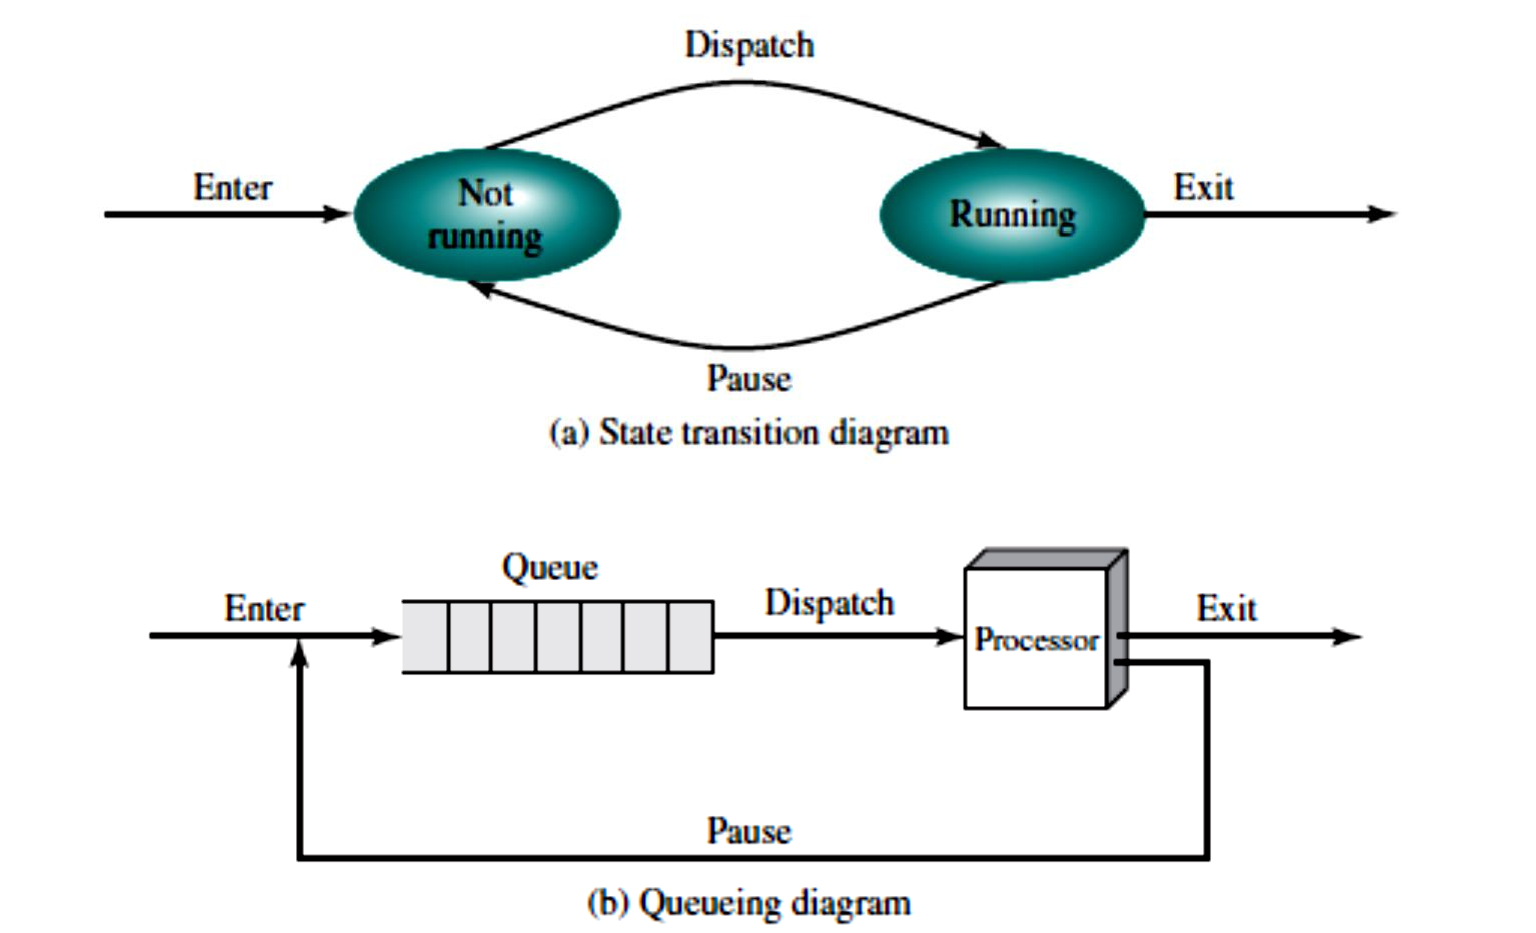 Dispatch
Enter
Not
running
Running
Exit
Pause
(a) State transition diagram
Queue
Enter
Dispatch
Processor
Exit
Pause
(b) Queueing diagram